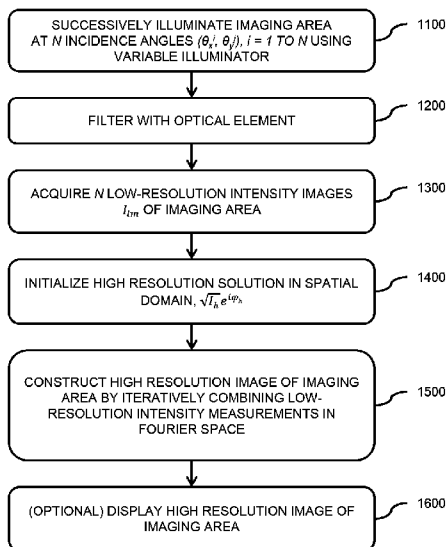 SUCCESSIVELY ILLUMINATE IMAGING AREA
AT N INCIDENCE ANGLES (θₓⁱ, θᵧⁱ), i = 1 TO N USING
VARIABLE ILLUMINATOR
1100
FILTER WITH OPTICAL ELEMENT
1200
ACQUIRE N LOW-RESOLUTION INTENSITY IMAGES
Iₗₘ OF IMAGING AREA
1300
INITIALIZE HIGH RESOLUTION SOLUTION IN SPATIAL
DOMAIN, √Iₕ e^{iφₕ}
1400
CONSTRUCT HIGH RESOLUTION IMAGE OF IMAGING
AREA BY ITERATIVELY COMBINING LOW-
RESOLUTION INTENSITY MEASUREMENTS IN
FOURIER SPACE
1500
(OPTIONAL) DISPLAY HIGH RESOLUTION IMAGE OF
IMAGING AREA
1600